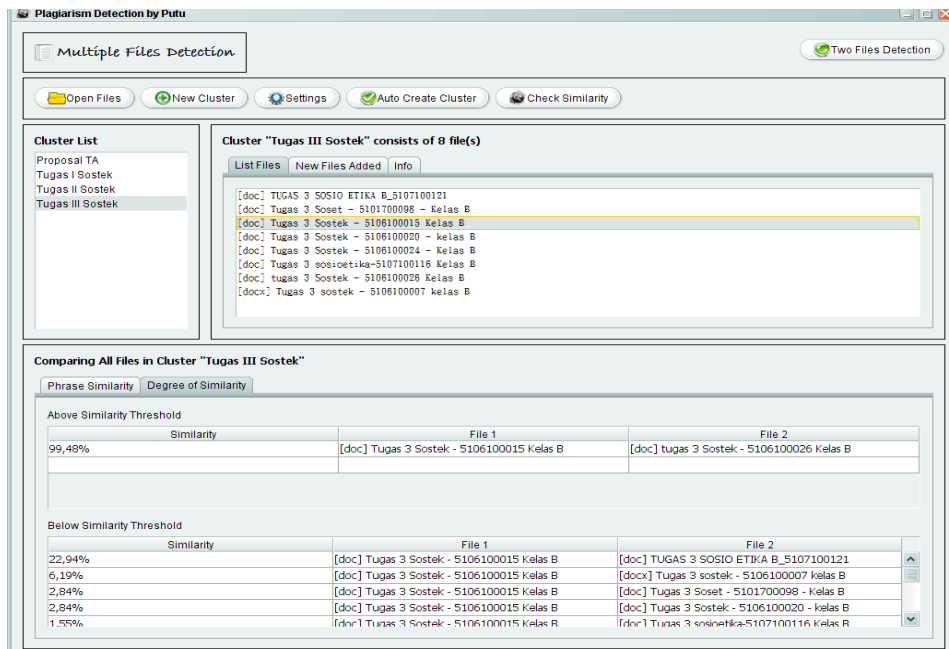 Plagiarism Detection by Putu
Multiple Files Detection
Two Files Detection
Open Files
New Cluster
Settings
Auto Create Cluster
Check Similarity
Cluster List
Proposal TA
Tugas I Sostek
Tugas II Sostek
Tugas III Sostek
Cluster "Tugas III Sostek" consists of 8 file(s)
List Files New Files Added Info
[doc] TUGAS 3 SOSIO ETIKA B_5107100121
[doc] Tugas 3 Soset - 5101700098 - Kelas B
[doc] Tugas 3 Sostek - 5106100015 Kelas B
[doc] Tugas 3 Sostek - 5106100020 - kelas B
[doc] Tugas 3 Sostek - 5106100024 - Kelas B
[doc] Tugas 3 sosioetika-5107100116 Kelas B
[doc] tugas 3 Sostek - 5106100026 Kelas B
[docx] Tugas 3 sostek - 5106100007 kelas B
Comparing All Files in Cluster "Tugas III Sostek"
Phrase Similarity Degree of Similarity
Above Similarity Threshold
Similarity File 1 File 2
99,48% [doc] Tugas 3 Sostek - 5106100015 Kelas B [doc] tugas 3 Sostek - 5106100026 Kelas B
Below Similarity Threshold
Similarity File 1 File 2
22,94% [doc] Tugas 3 Sostek - 5106100015 Kelas B [doc] TUGAS 3 SOSIO ETIKA B_5107100121
6,19% [doc] Tugas 3 Sostek - 5106100015 Kelas B [docx] Tugas 3 sostek - 5106100007 kelas B
2,84% [doc] Tugas 3 Sostek - 5106100015 Kelas B [doc] Tugas 3 Soset - 5101700098 - Kelas B
2,84% [doc] Tugas 3 Sostek - 5106100015 Kelas B [doc] Tugas 3 Sostek - 5106100020 - kelas B
1,55% [doc] Tugas 3 Sostek - 5106100015 Kelas B [doc] Tugas 3 sosioetika-5107100116 Kelas B